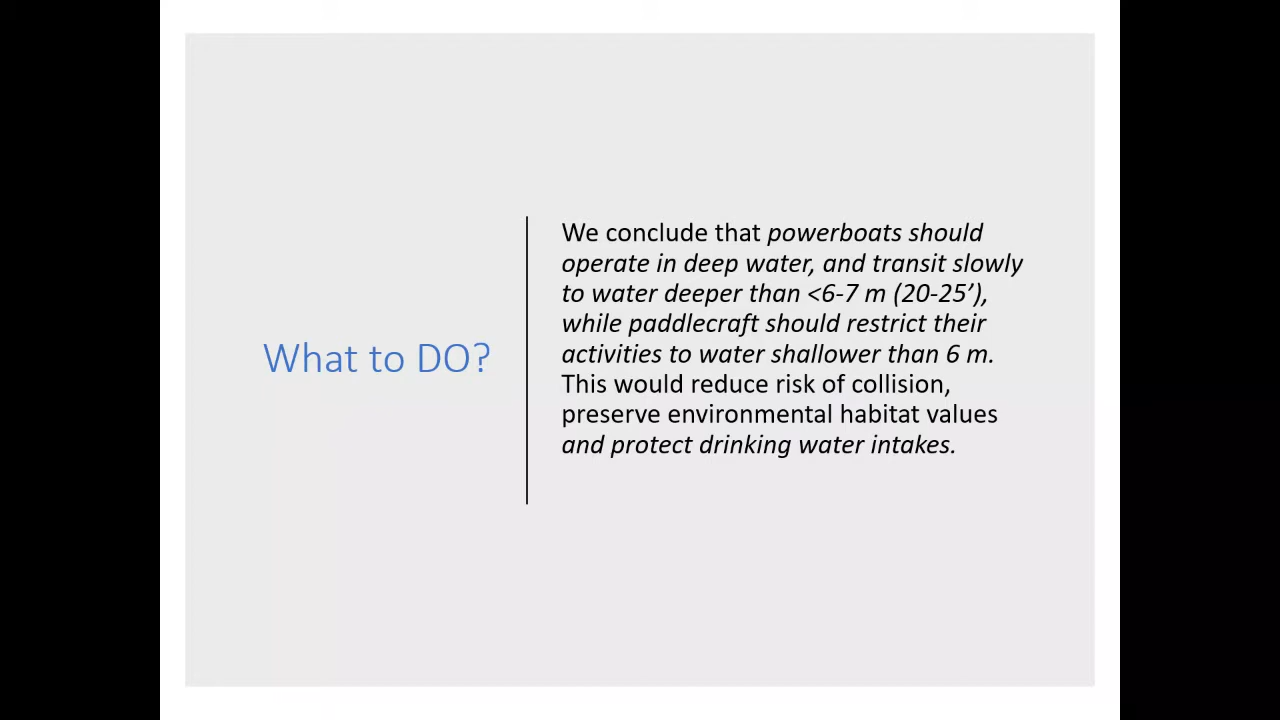 What to DO?
We conclude that powerboats should
operate in deep water, and transit slowly
to water deeper than <6-7 m (20-25’),
while paddlecraft should restrict their
activities to water shallower than 6 m.
This would reduce risk of collision,
preserve environmental habitat values
and protect drinking water intakes.